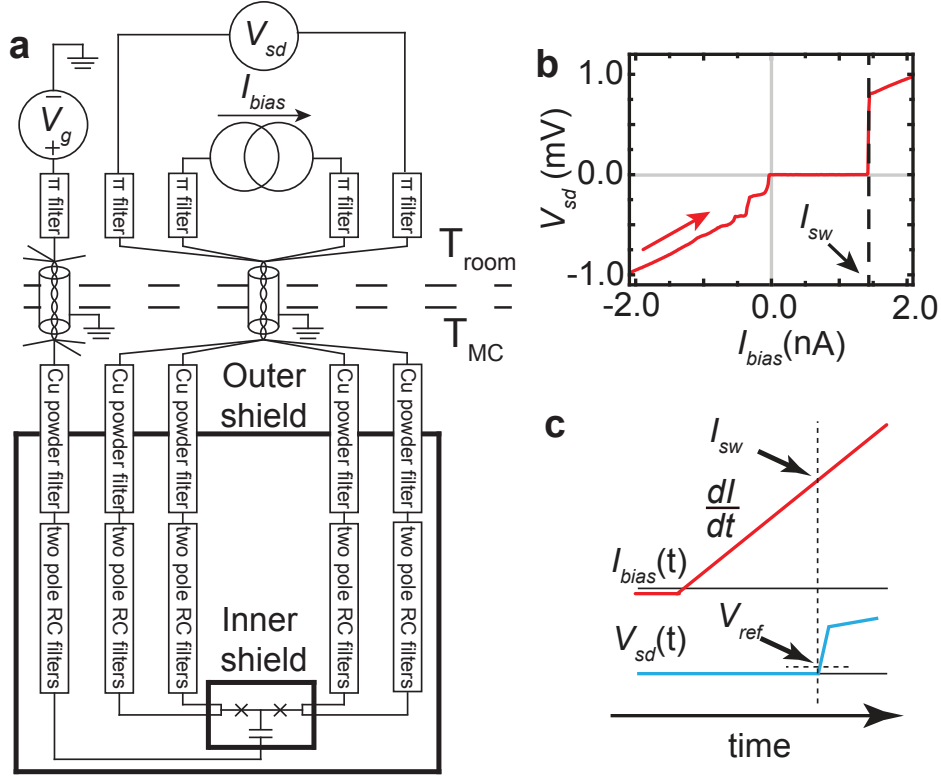 a
V_sd
I_bias
V_g
−
+
π filter
π filter
π filter
π filter
π filter
T_room
T_MC
Outer
shield
Cu powder filter
Cu powder filter
Cu powder filter
Cu powder filter
Cu powder filter
two pole RC filters
two pole RC filters
two pole RC filters
two pole RC filters
two pole RC filters
Inner
shield
b
V_sd (mV)
1.0
0.0
-1.0
I_sw
-2.0 0.0 2.0
I_bias(nA)
c
I_sw
dI
dt
I_bias(t)
V_ref
V_sd(t)
time